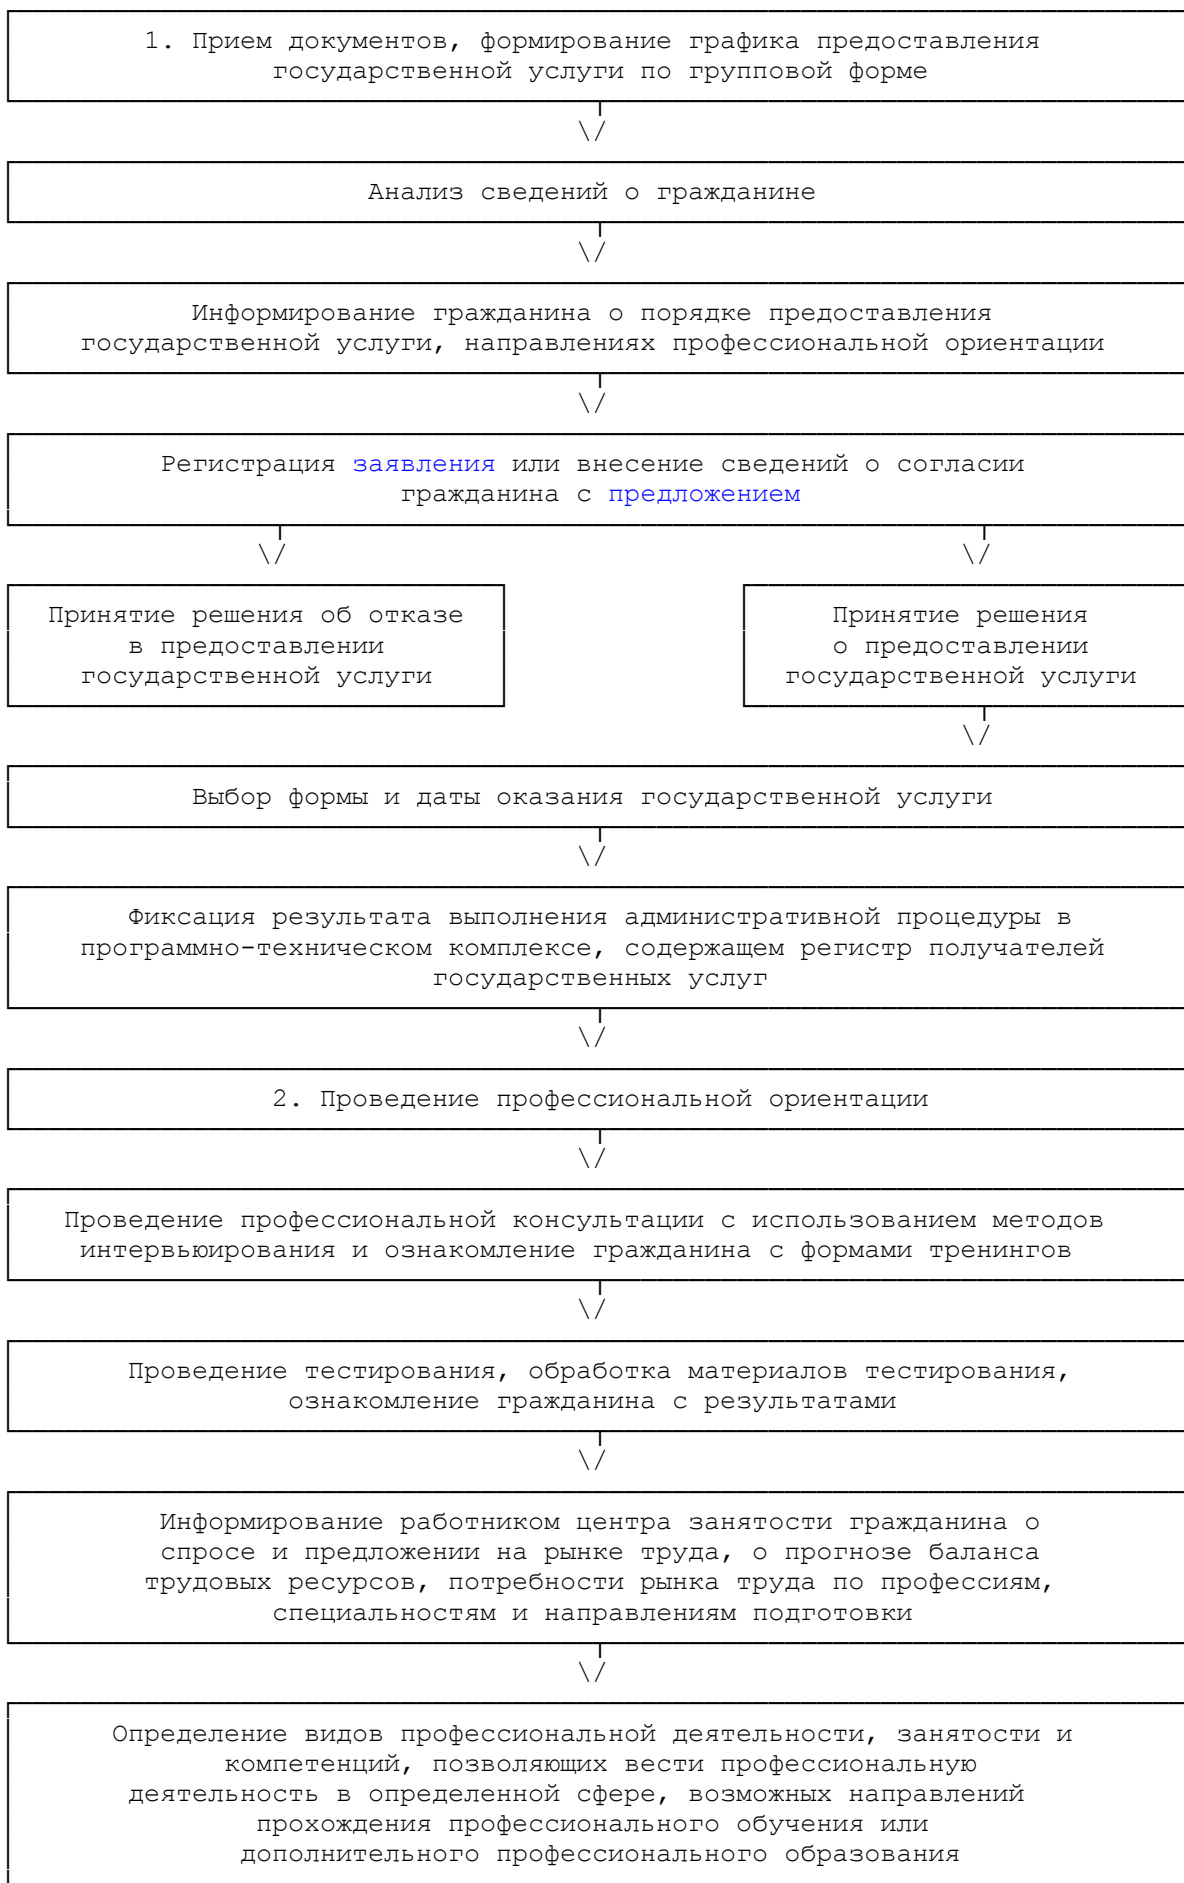 1. Прием документов, формирование графика предоставления
государственной услуги по групповой форме
\/
Анализ сведений о гражданине
\/
Информирование гражданина о порядке предоставления
государственной услуги, направлениях профессиональной ориентации
\/
Регистрация заявления или внесение сведений о согласии
гражданина с предложением
\/ \/
Принятие решения об отказе
в предоставлении
государственной услуги
Принятие решения
о предоставлении
государственной услуги
\/
Выбор формы и даты оказания государственной услуги
\/
Фиксация результата выполнения административной процедуры в
программно-техническом комплексе, содержащем регистр получателей
государственных услуг
\/
2. Проведение профессиональной ориентации
\/
Проведение профессиональной консультации с использованием методов
интервьюирования и ознакомление гражданина с формами тренингов
\/
Проведение тестирования, обработка материалов тестирования,
ознакомление гражданина с результатами
\/
Информирование работником центра занятости гражданина о
спросе и предложении на рынке труда, о прогнозе баланса
трудовых ресурсов, потребности рынка труда по профессиям,
специальностям и направлениям подготовки
\/
Определение видов профессиональной деятельности, занятости и
компетенций, позволяющих вести профессиональную
деятельность в определенной сфере, возможных направлений
прохождения профессионального обучения или
дополнительного профессионального образования